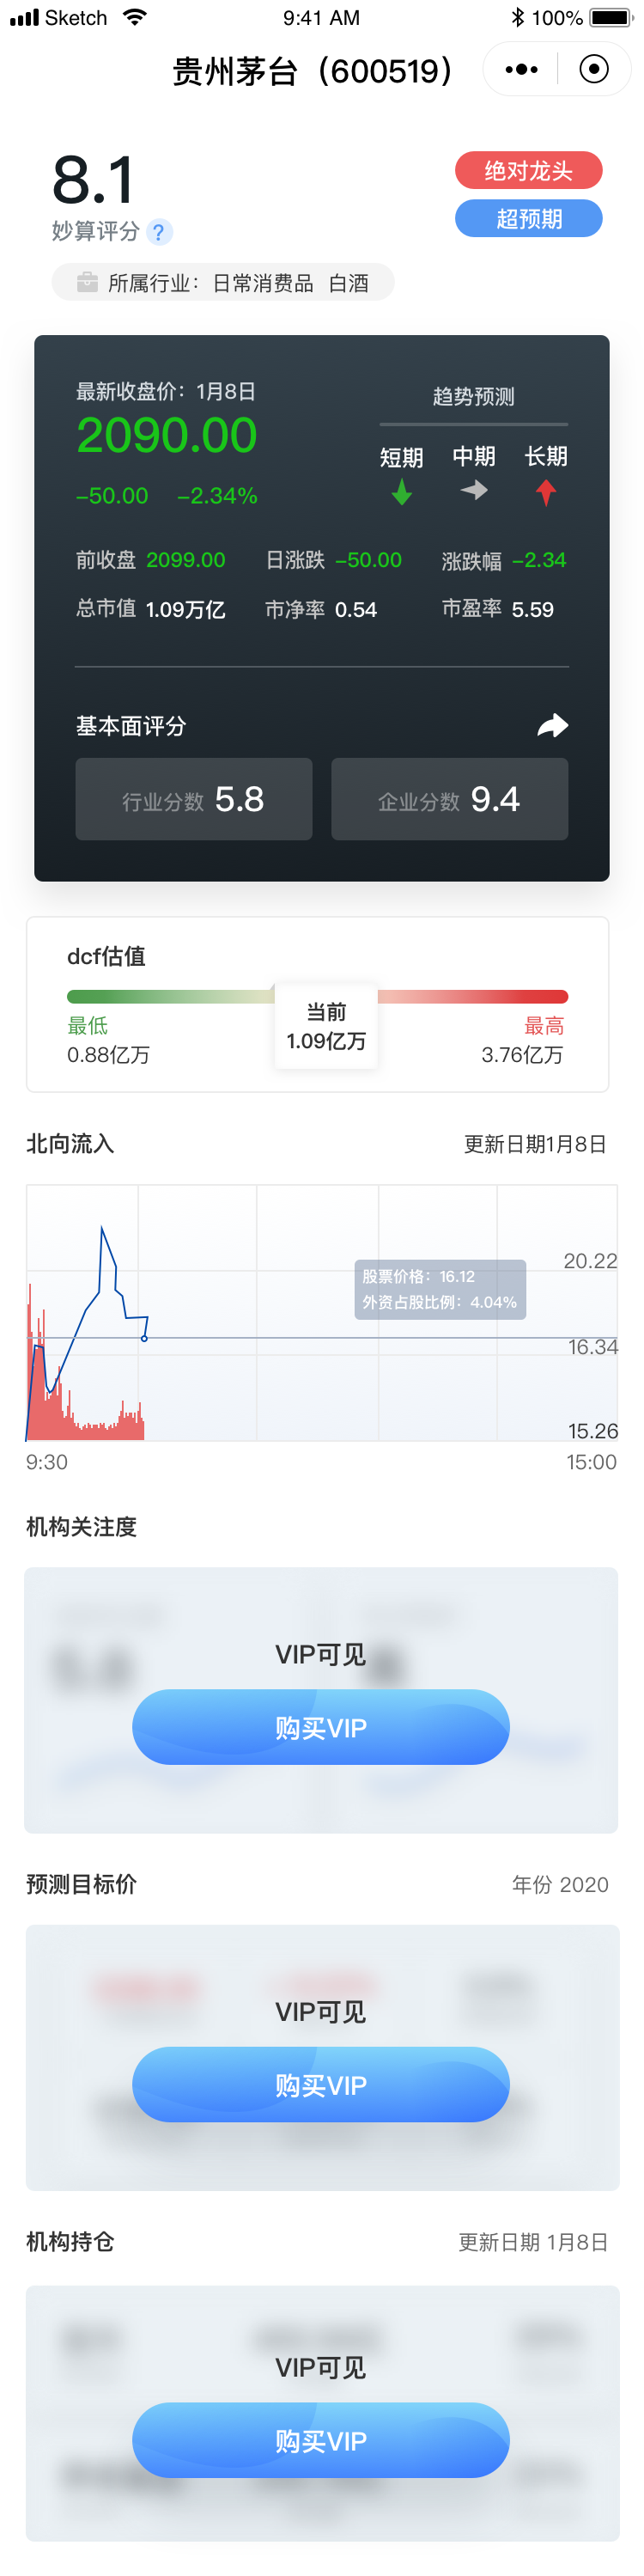 Sketch 9:41 AM 100%
贵州茅台（600519）
8.1
妙算评分 ?
绝对龙头
超预期
所属行业：日常消费品 白酒
最新收盘价：1月8日
2090.00
-50.00 -2.34%
趋势预测
短期 中期 长期
前收盘 2099.00 日涨跌 -50.00 涨跌幅 -2.34
总市值 1.09万亿 市净率 0.54 市盈率 5.59
基本面评分
行业分数 5.8 企业分数 9.4
dcf估值
当前
1.09亿万
最低 最高
0.88亿万 3.76亿万
北向流入 更新日期1月8日
20.22
股票价格：16.12
外资占股比例：4.04%
16.34
15.26
9:30 15:00
机构关注度
VIP可见
购买VIP
预测目标价 年份 2020
VIP可见
购买VIP
机构持仓 更新日期 1月8日
VIP可见
购买VIP